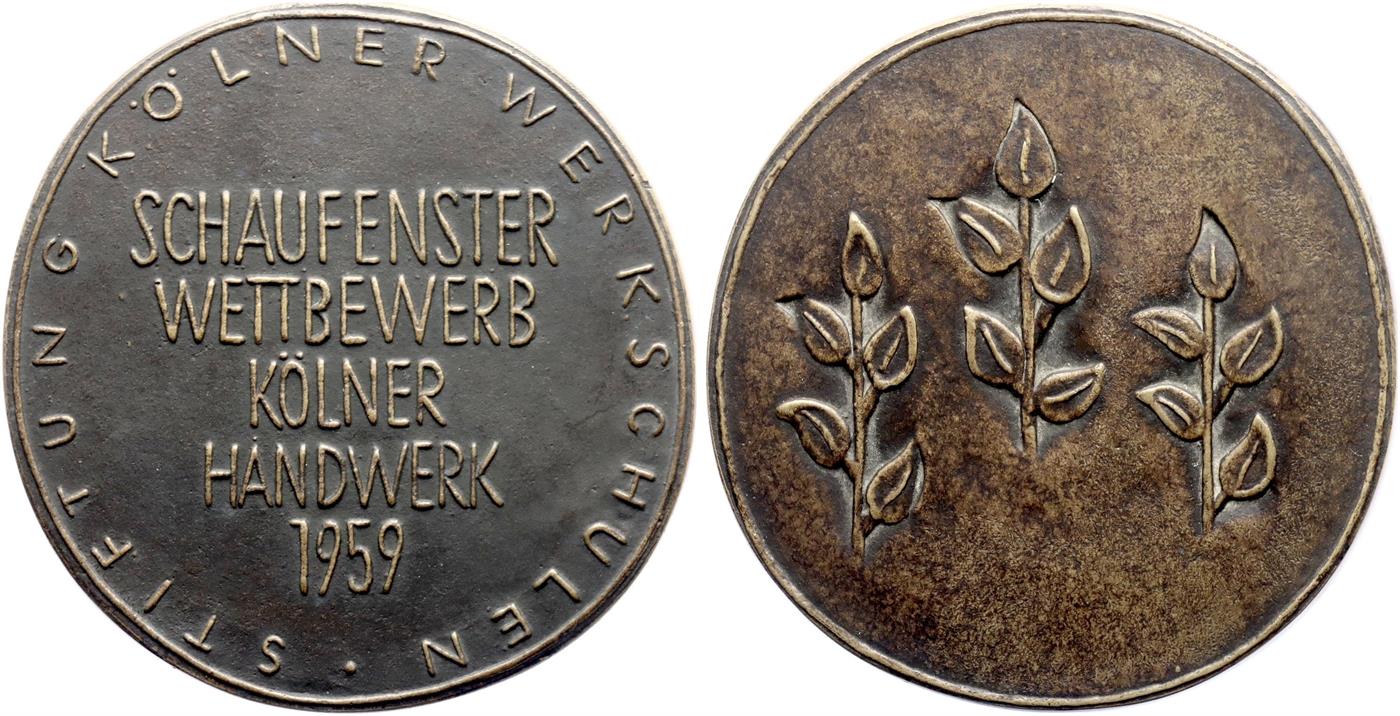 STIFTUNG KÖLNER WERKSCHULEN ·
SCHAUFENSTER
WETTBEWERB
KÖLNER
HANDWERK
1959